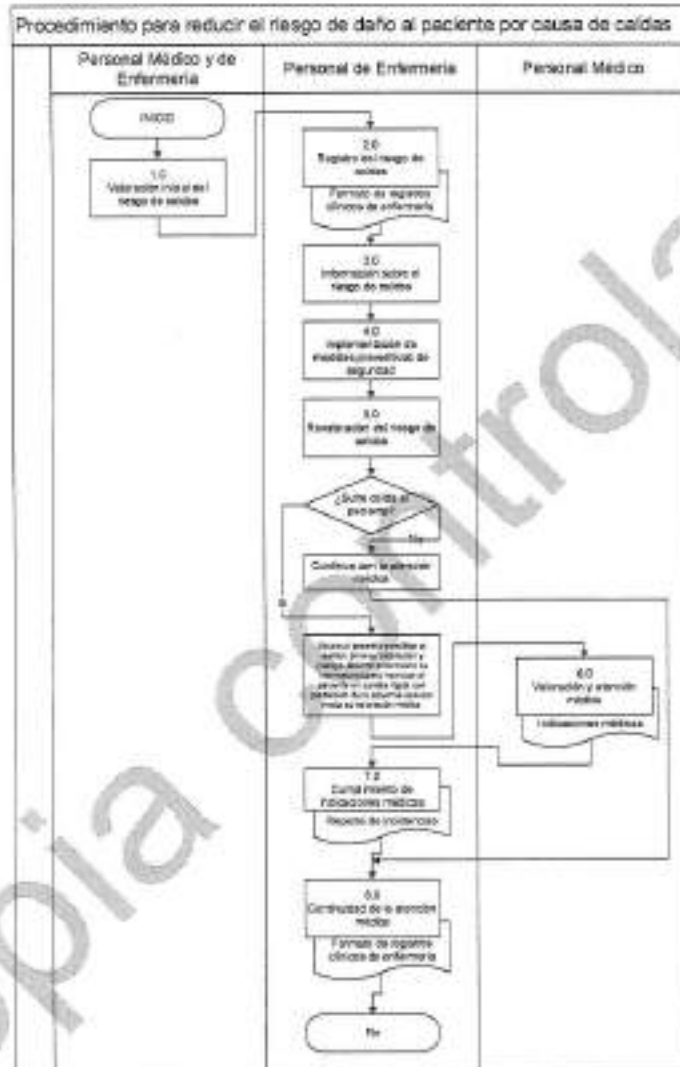 Procedimiento para reducir el riesgo de daño al paciente por causa de caídas
Personal Médico y de
Enfermería
Personal de Enfermería
Personal Médico
INICIO
1.0
Valoración inicial del
riesgo de caídas
2.0
Registro del riesgo de
caídas
Formato de registros
clínicos de enfermería
3.0
Información sobre el
riesgo de caídas
4.0
Implementación de
medidas preventivas de
seguridad
5.0
Revaloración del riesgo de
caídas
¿Sufre caída el
paciente?
No
Continua con la atención
médica
Si
6.0
Valoración y atención
médica
Indicaciones médicas
7.0
Cumplimiento de
indicaciones médicas
Reporte de incidencias
8.0
Continuidad de la atención
médica
Formato de registros
clínicos de enfermería
Fin
opia controla